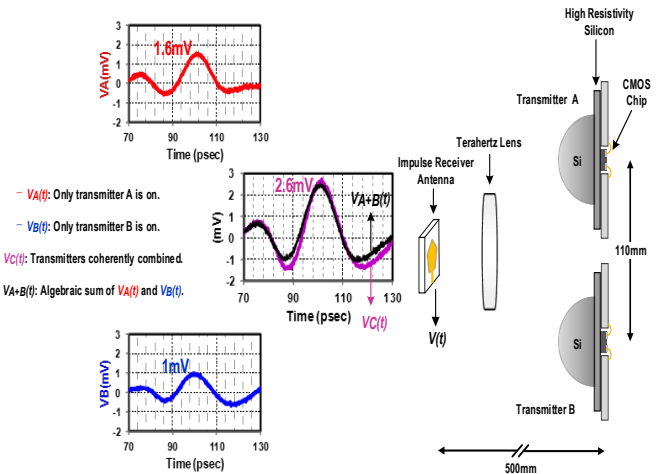 3
2
1
0
-1
-2
VA(mV)
1.6mV
70 90 110 130
Time (psec)
– VA(t): Only transmitter A is on.
– VB(t): Only transmitter B is on.
VC(t): Transmitters coherently combined.
VA+B(t): Algebraic sum of VA(t) and VB(t).
3
2
1
0
-1
-2
(mV)
2.6mV
VA+B(t)
70 90 110 130
Time (psec)
VC(t)
3
2
1
0
-1
-2
VB(mV)
1mV
70 90 110 130
Time (psec)
High Resistivity
Silicon
CMOS
Chip
Transmitter A
Terahertz Lens
Impulse Receiver
Antenna
Si
110mm
V(t)
Si
Transmitter B
500mm